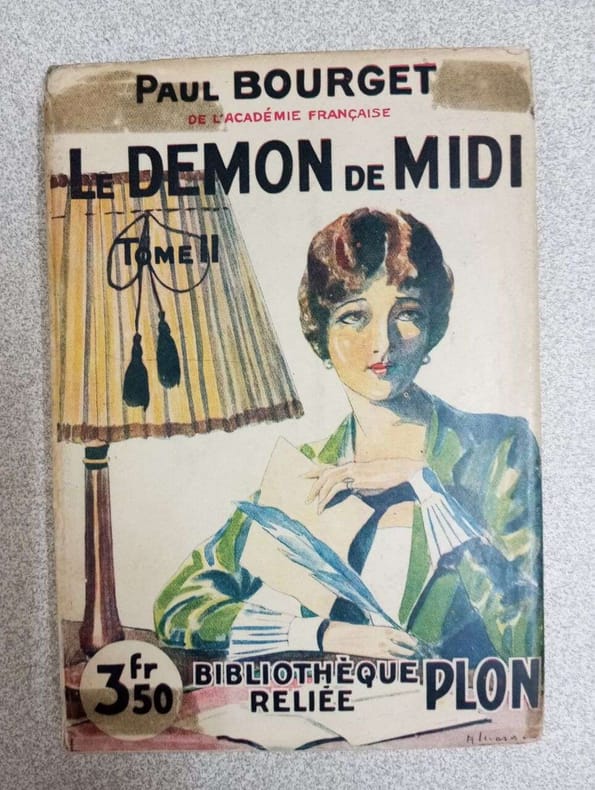 PAUL BOURGET
DE L'ACADÉMIE FRANÇAISE
LE DEMON DE MIDI
TOME II
3fr50
BIBLIOTHÈQUE
RELIÉE
PLON